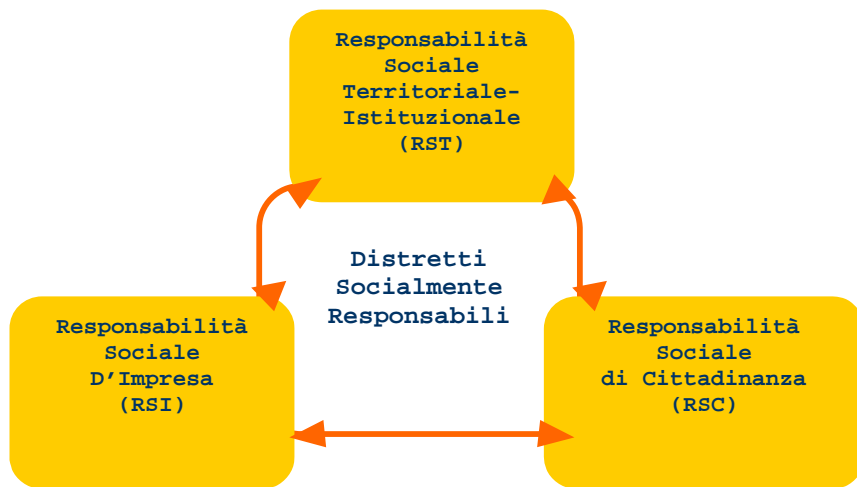 Responsabilità
Sociale
Territoriale-
Istituzionale
(RST)
Distretti
Socialmente
Responsabili
Responsabilità
Sociale
D’Impresa
(RSI)
Responsabilità
Sociale
di Cittadinanza
(RSC)